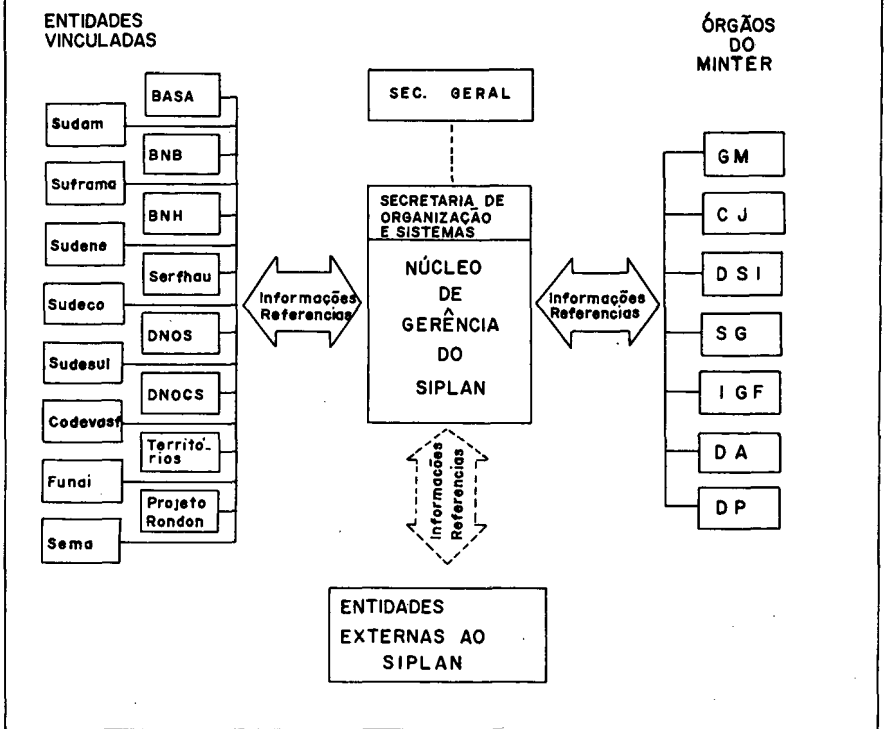 ENTIDADES
VINCULADAS
ÓRGÃOS
DO
MINTER
BASA
Sudam
BNB
Suframa
BNH
Sudene
Serfhau
Sudeco
DNOS
Sudesul
DNOCS
Codevasf
Territó-
rios
Funai
Projeto
Rondon
Sema
SEC. GERAL
SECRETARIA DE
ORGANIZAÇÃO
E SISTEMAS
NÚCLEO
DE
GERÊNCIA
DO
SIPLAN
Informações
Referencias
Informações
Referencias
Informacões
Referencias
ENTIDADES
EXTERNAS AO
SIPLAN
GM
CJ
DSI
SG
IGF
DA
DP